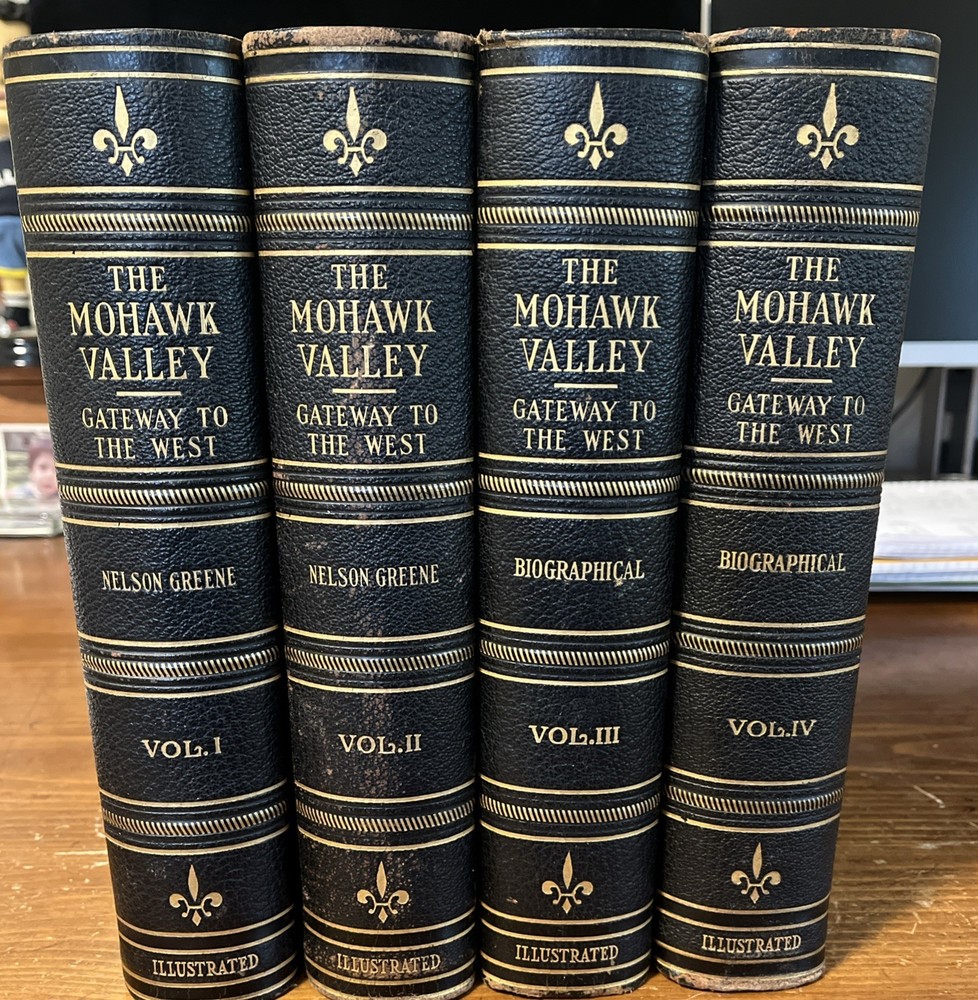 THE
MOHAWK
VALLEY
GATEWAY TO
THE WEST
NELSON GREENE
VOL.I
ILLUSTRATED
THE
MOHAWK
VALLEY
GATEWAY TO
THE WEST
NELSON GREENE
VOL.II
ILLUSTRATED
THE
MOHAWK
VALLEY
GATEWAY TO
THE WEST
BIOGRAPHICAL
VOL.III
ILLUSTRATED
THE
MOHAWK
VALLEY
GATEWAY TO
THE WEST
BIOGRAPHICAL
VOL.IV
ILLUSTRATED